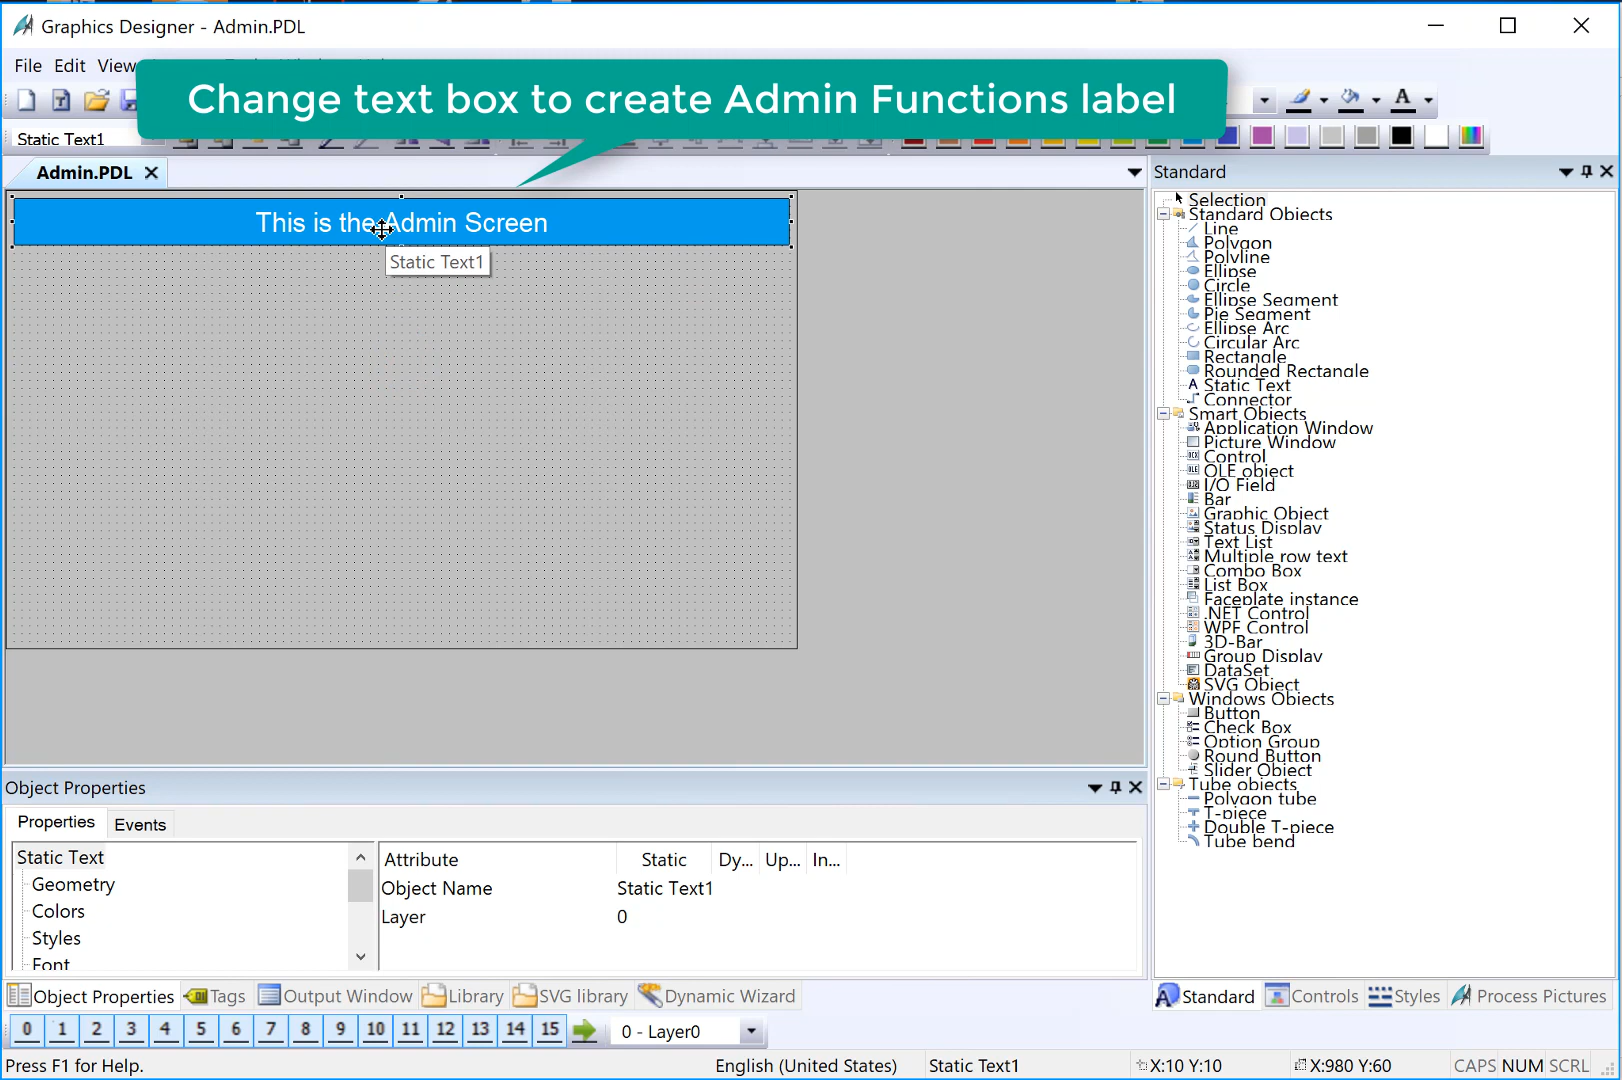 Graphics Designer - Admin.PDL
File Edit View
Change text box to create Admin Functions label
Static Text1
Admin.PDL
This is the Admin Screen
Static Text1
Standard
Selection
Standard Objects
Line
Polygon
Polyline
Ellipse
Circle
Ellipse Segment
Pie Segment
Ellipse Arc
Circular Arc
Rectangle
Rounded Rectangle
Static Text
Connector
Smart Objects
Application Window
Picture Window
Control
OLE object
I/O Field
Bar
Graphic Object
Status Display
Text List
Multiple row text
Combo Box
List Box
Faceplate instance
.NET Control
WPF Control
3D-Bar
Group Display
DataSet
SVG Object
Windows Objects
Button
Check Box
Option Group
Round Button
Slider Object
Tube objects
Polygon tube
T-piece
Double T-piece
Tube bend
Object Properties
Properties Events
Static Text
Geometry
Colors
Styles
Font
Attribute Static Dy... Up... In...
Object Name Static Text1
Layer 0
Object Properties Tags Output Window Library SVG library Dynamic Wizard
Standard Controls Styles Process Pictures
0 1 2 3 4 5 6 7 8 9 10 11 12 13 14 15 0 - Layer0
Press F1 for Help. English (United States) Static Text1 X:10 Y:10 X:980 Y:60 CAPS NUM SCRL